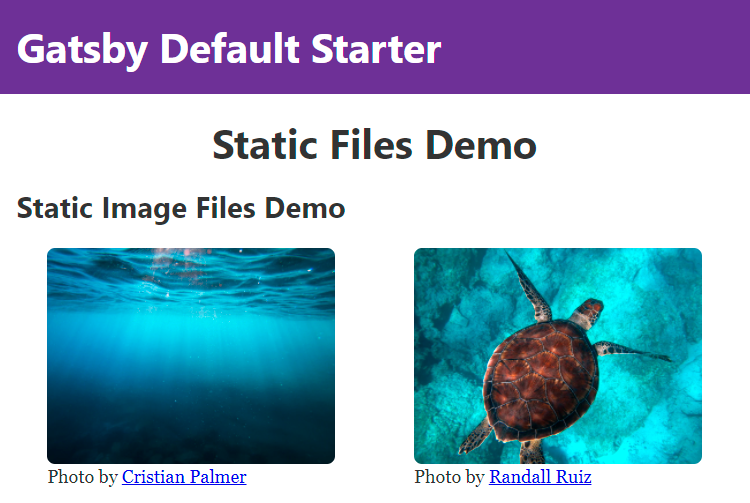 Gatsby Default Starter
Static Files Demo
Static Image Files Demo
Photo by Cristian Palmer
Photo by Randall Ruiz